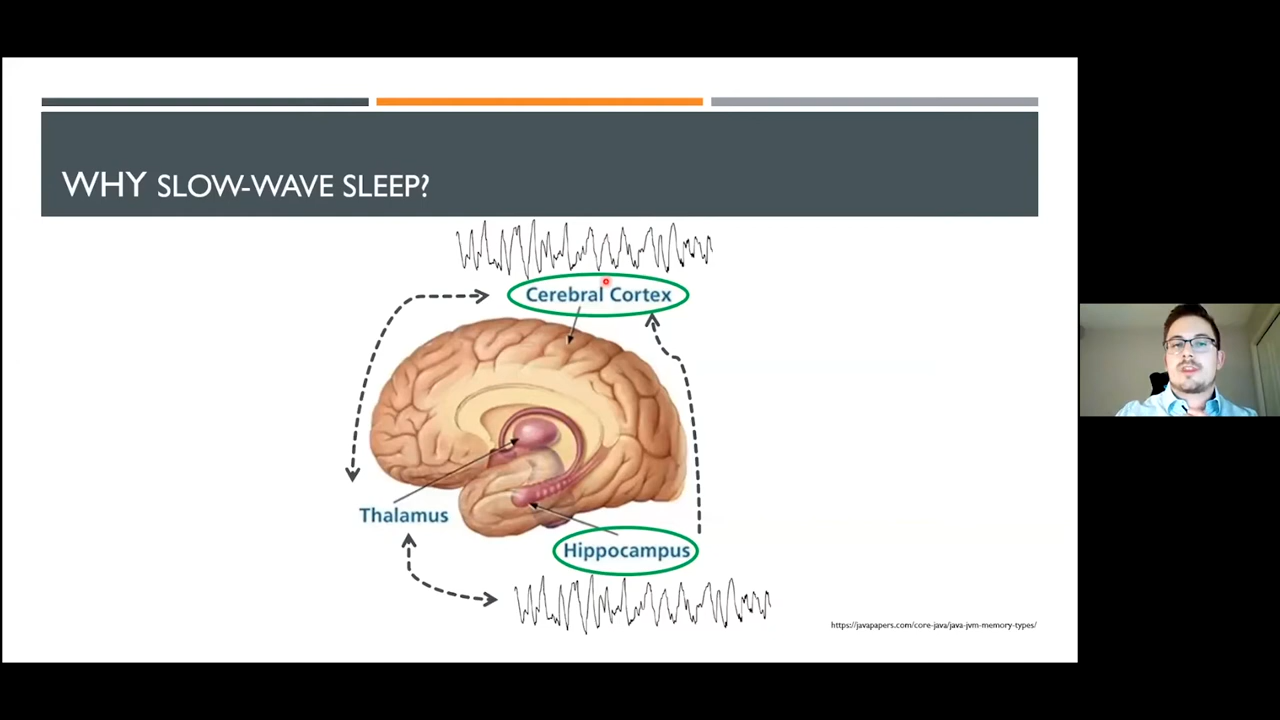 WHY SLOW-WAVE SLEEP?
Cerebral Cortex
Thalamus
Hippocampus
https://javapapers.com/core-java/java-jvm-memory-types/